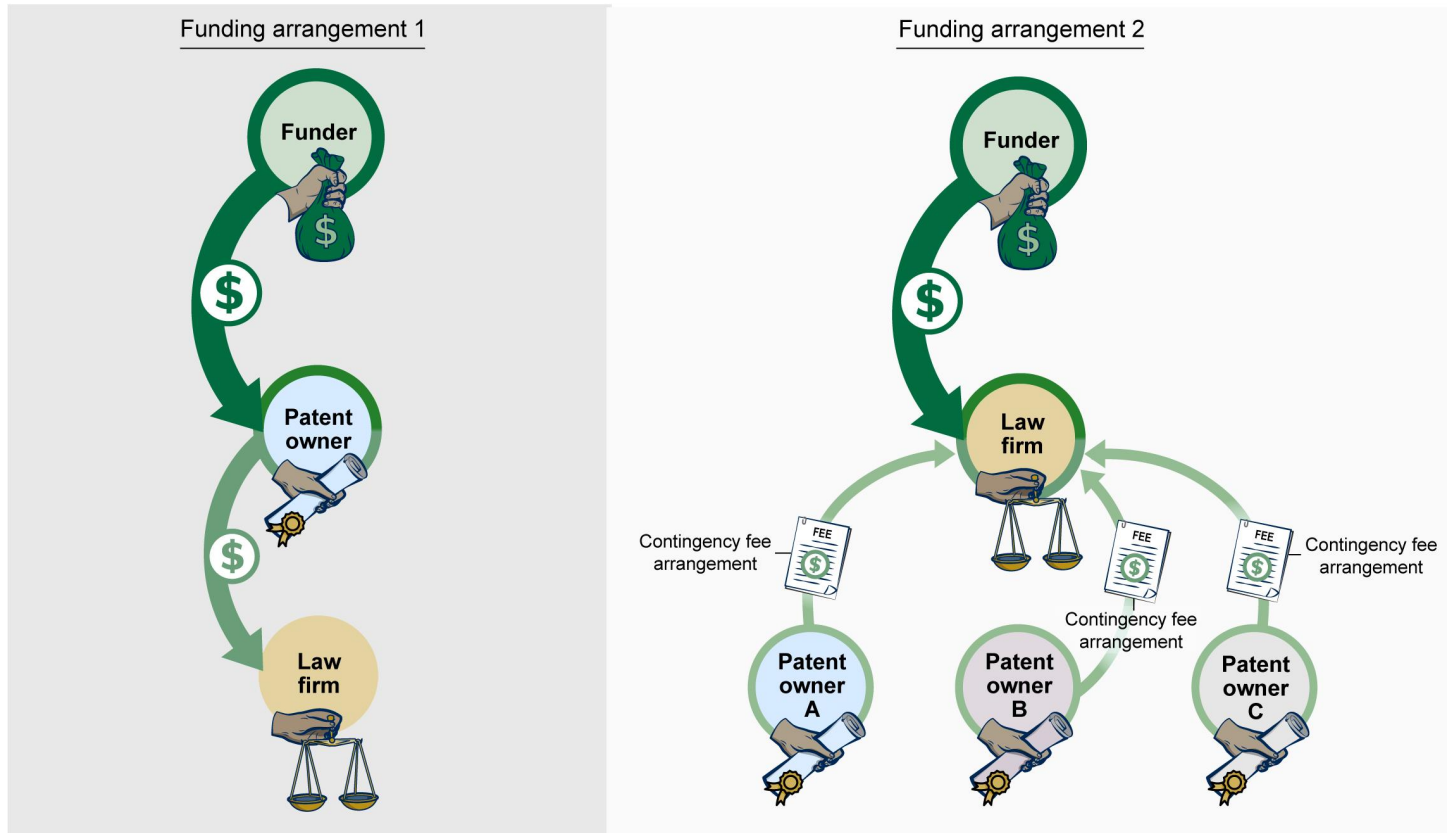 Funding arrangement 1
Funder
$
$
Patent
owner
$
Law
firm
Funding arrangement 2
Funder
$
$
Law
firm
Contingency fee
arrangement
FEE
$
FEE
$
Contingency fee
arrangement
FEE
$
Contingency fee
arrangement
Patent
owner
A
Patent
owner
B
Patent
owner
C